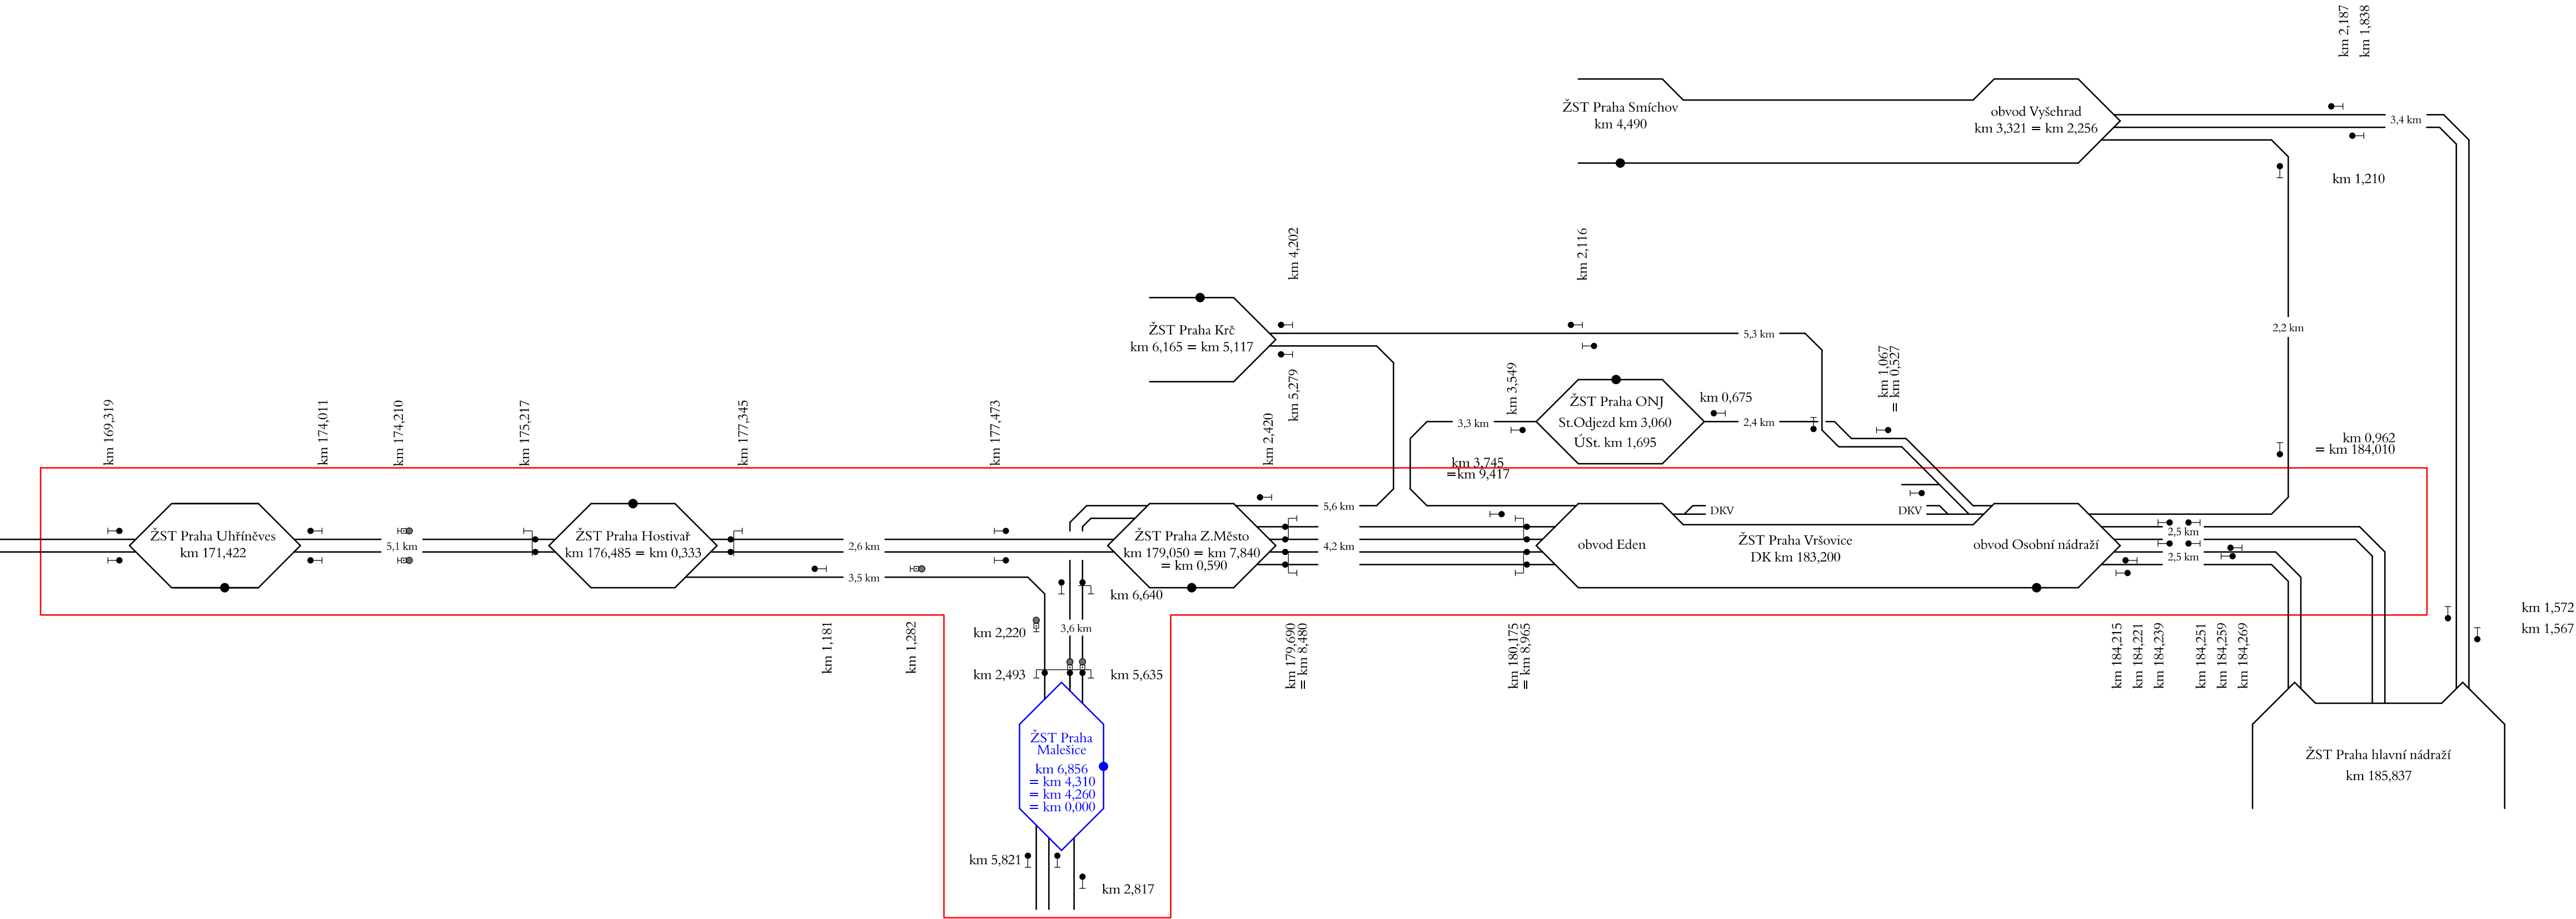 km 2,187
km 1,838
ŽST Praha Smíchov
km 4,490
obvod Vyšehrad
km 3,321 = km 2,256
3,4 km
km 1,210
km 4,202
km 2,116
ŽST Praha Krč
km 6,165 = km 5,117
5,3 km
2,2 km
km 5,279
km 3,549
km 1,067
= km 0,527
ŽST Praha ONJ
St.Odjezd km 3,060
ÚSt. km 1,695
km 0,675
3,3 km
2,4 km
km 169,319
km 174,011
km 174,210
km 175,217
km 177,345
km 177,473
km 2,420
km 3,745
=km 9,417
km 0,962
= km 184,010
ŽST Praha Uhříněves
km 171,422
5,1 km
ŽST Praha Hostivař
km 176,485 = km 0,333
2,6 km
3,5 km
ŽST Praha Z.Město
km 179,050 = km 7,840
= km 0,590
5,6 km
4,2 km
obvod Eden
DKV
ŽST Praha Vršovice
DK km 183,200
DKV
obvod Osobní nádraží
2,5 km
2,5 km
km 6,640
3,6 km
km 2,220
km 2,493
km 5,635
km 1,181
km 1,282
km 179,690
= km 8,480
km 180,175
= km 8,965
km 184,215
km 184,221
km 184,239
km 184,251
km 184,259
km 184,269
km 1,572
km 1,567
ŽST Praha
Malešice
km 6,856
= km 4,310
= km 4,260
= km 0,000
km 5,821
km 2,817
ŽST Praha hlavní nádraží
km 185,837